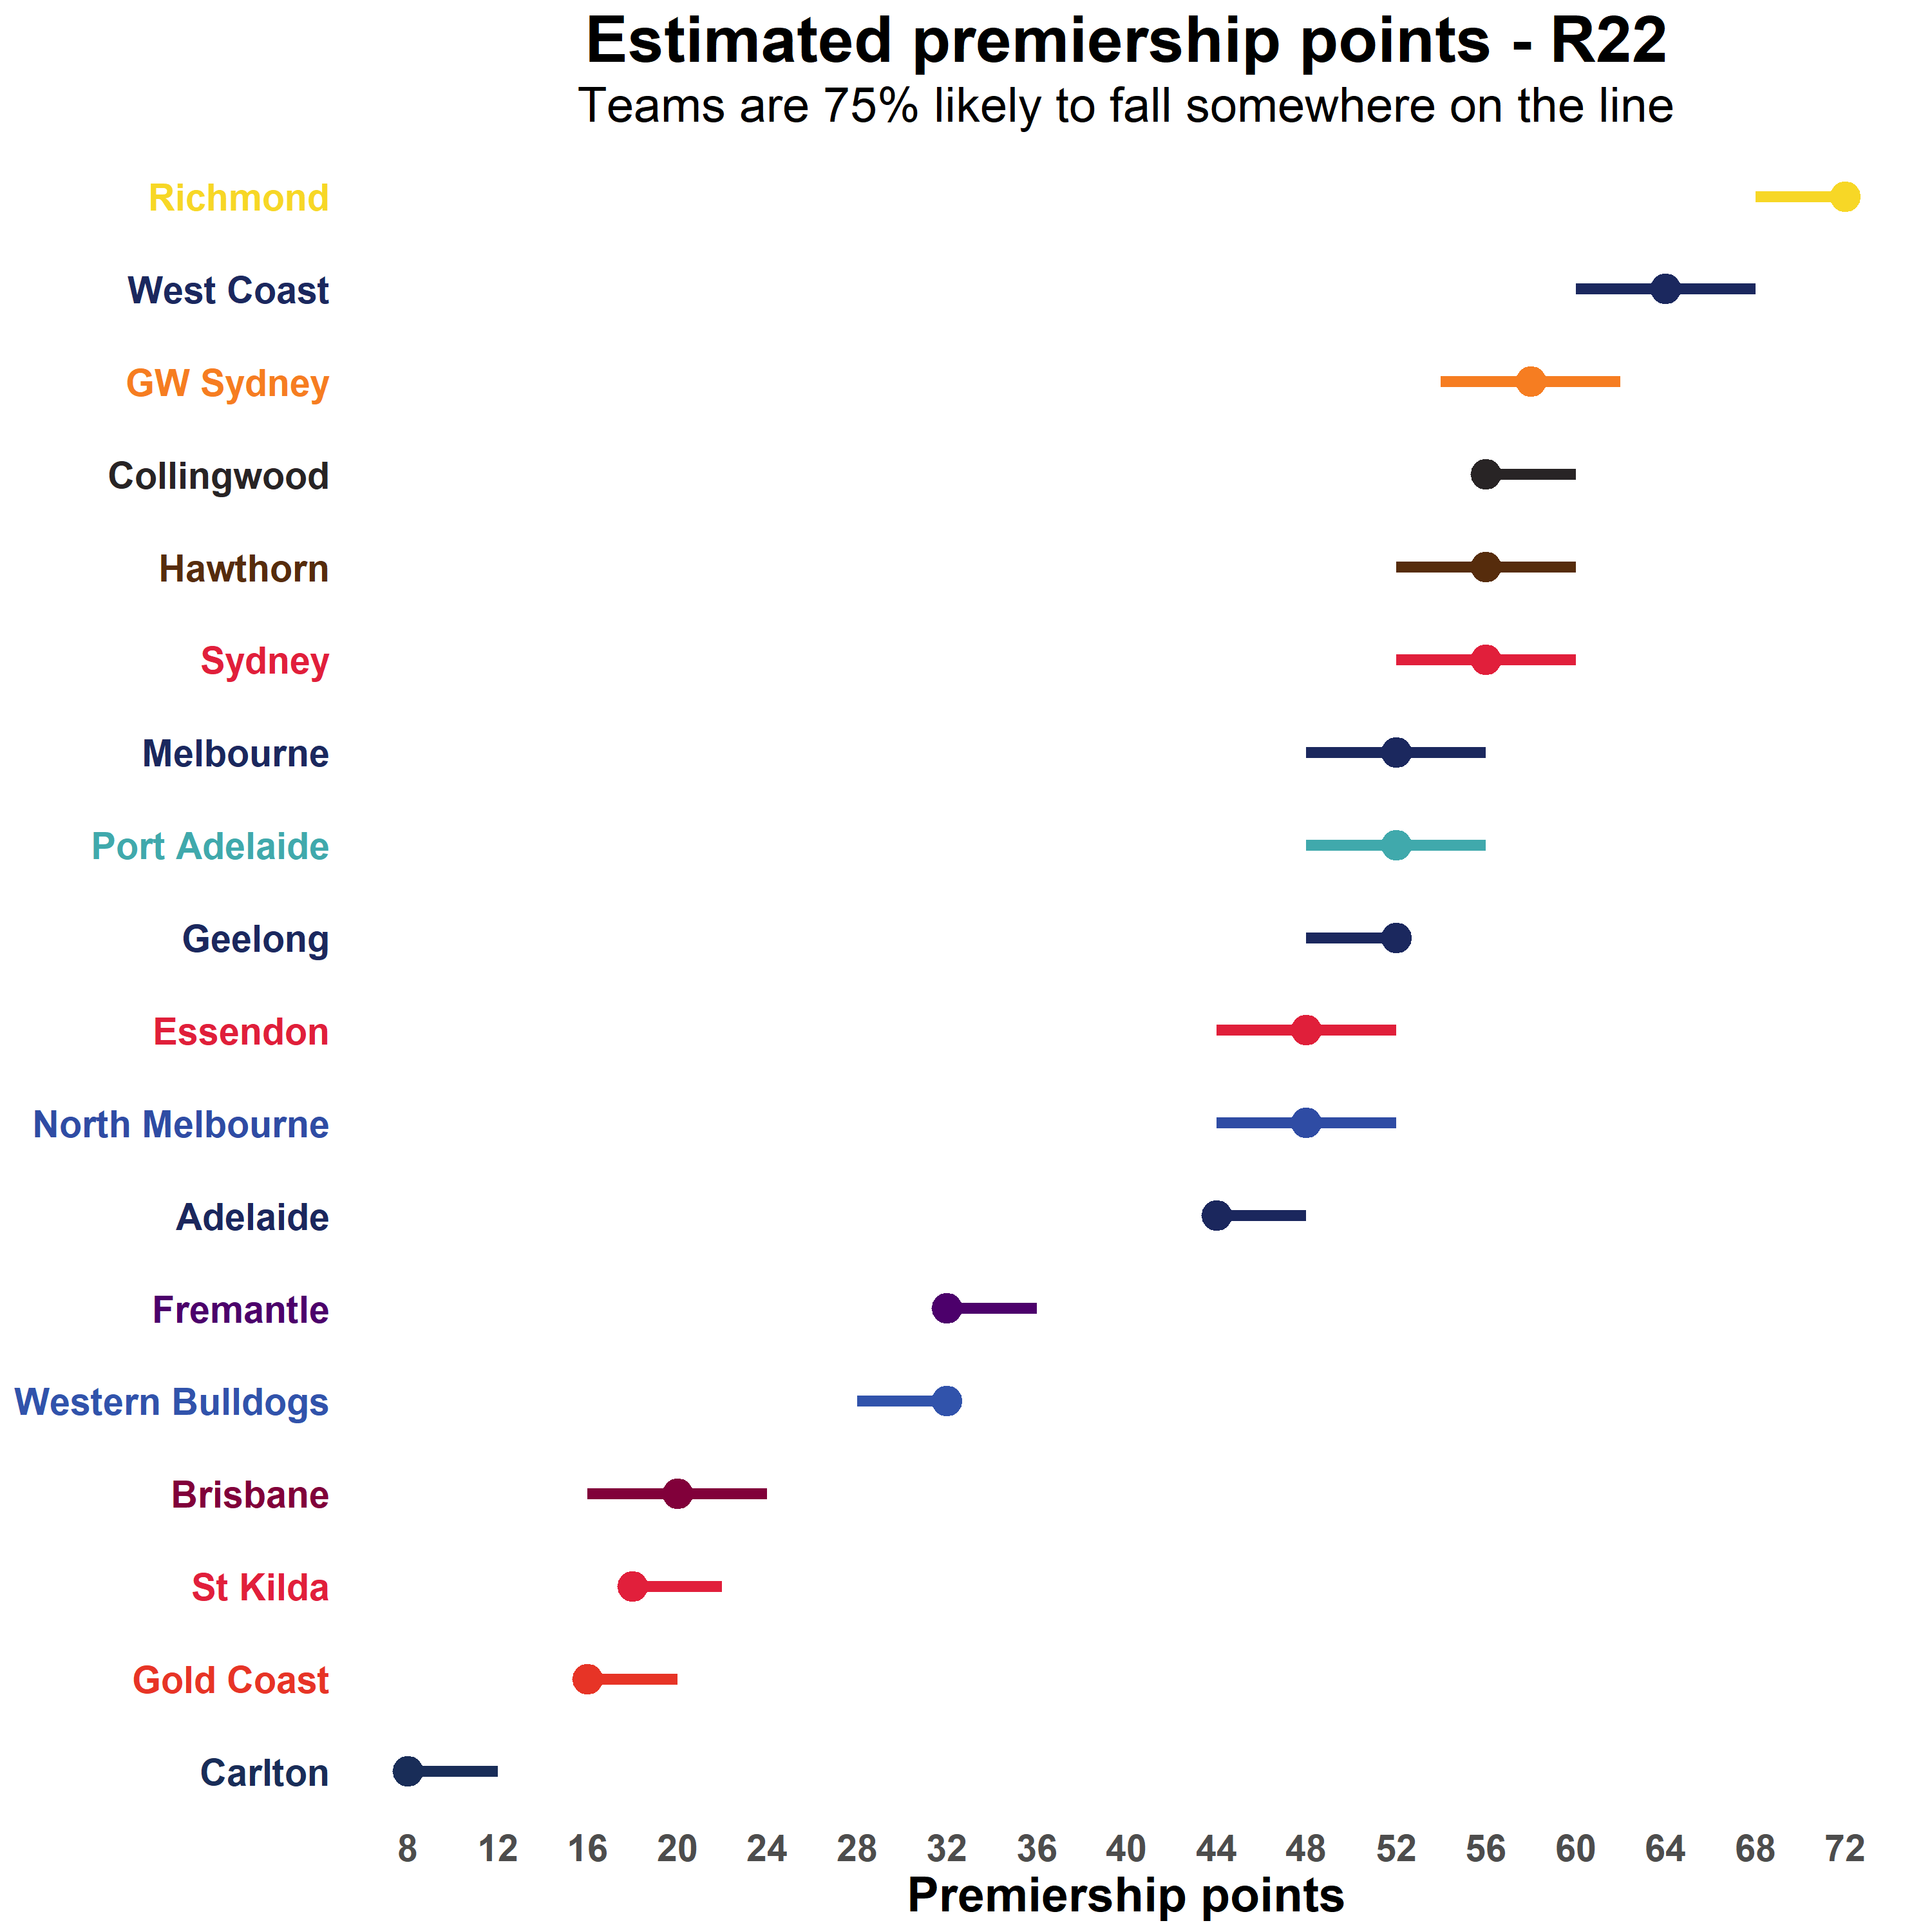 Estimated premiership points - R22
Teams are 75% likely to fall somewhere on the line
Richmond
West Coast
GW Sydney
Collingwood
Hawthorn
Sydney
Melbourne
Port Adelaide
Geelong
Essendon
North Melbourne
Adelaide
Fremantle
Western Bulldogs
Brisbane
St Kilda
Gold Coast
Carlton
8 12 16 20 24 28 32 36 40 44 48 52 56 60 64 68 72
Premiership points